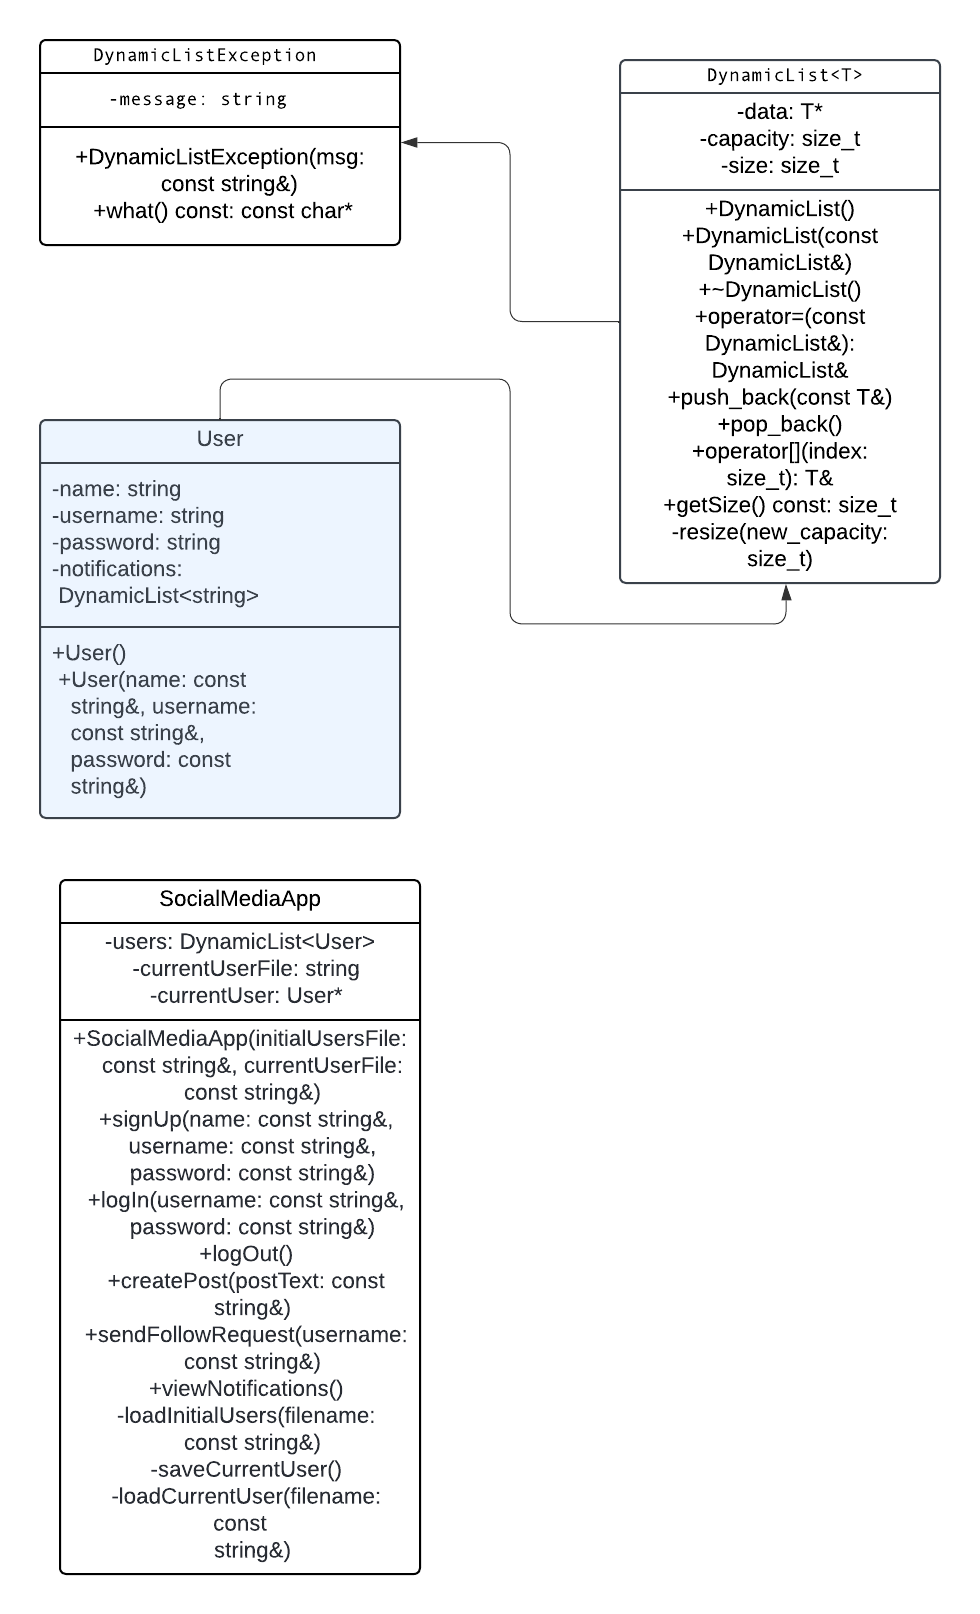 DynamicListException
-message: string
+DynamicListException(msg:
const string&)
+what() const: const char*
DynamicList<T>
-data: T*
-capacity: size_t
-size: size_t
+DynamicList()
+DynamicList(const
DynamicList&)
+~DynamicList()
+operator=(const
DynamicList&):
DynamicList&
+push_back(const T&)
+pop_back()
+operator[](index:
size_t): T&
+getSize() const: size_t
-resize(new_capacity:
size_t)
User
-name: string
-username: string
-password: string
-notifications:
DynamicList<string>
+User()
+User(name: const
string&, username:
const string&,
password: const
string&)
SocialMediaApp
-users: DynamicList<User>
-currentUserFile: string
-currentUser: User*
+SocialMediaApp(initialUsersFile:
const string&, currentUserFile:
const string&)
+signUp(name: const string&,
username: const string&,
password: const string&)
+logIn(username: const string&,
password: const string&)
+logOut()
+createPost(postText: const
string&)
+sendFollowRequest(username:
const string&)
+viewNotifications()
-loadInitialUsers(filename:
const string&)
-saveCurrentUser()
-loadCurrentUser(filename:
const
string&)